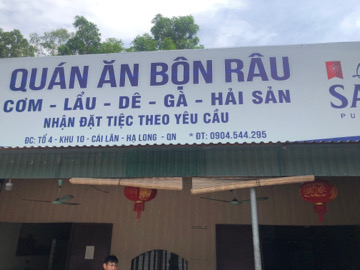 QUÁN ĂN BỘN RÂU
CƠM - LẨU - DÊ - GÀ - HẢI SẢN
NHẬN ĐẶT TIỆC THEO YÊU CẦU
ĐC: TỔ 4 - KHU 10 - CÁI LÂN - HẠ LONG - QN * ĐT: 0904.544.295